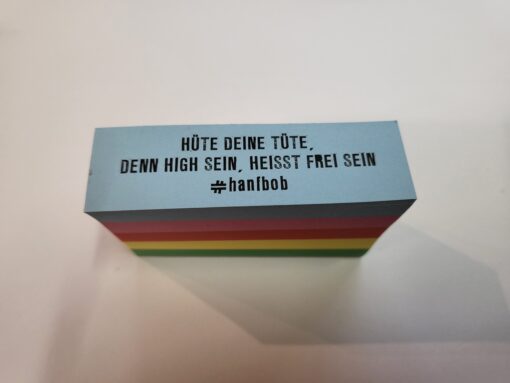 HÜTE DEINE TÜTE,
DENN HIGH SEIN, HEISST FREI SEIN
#hanfbob